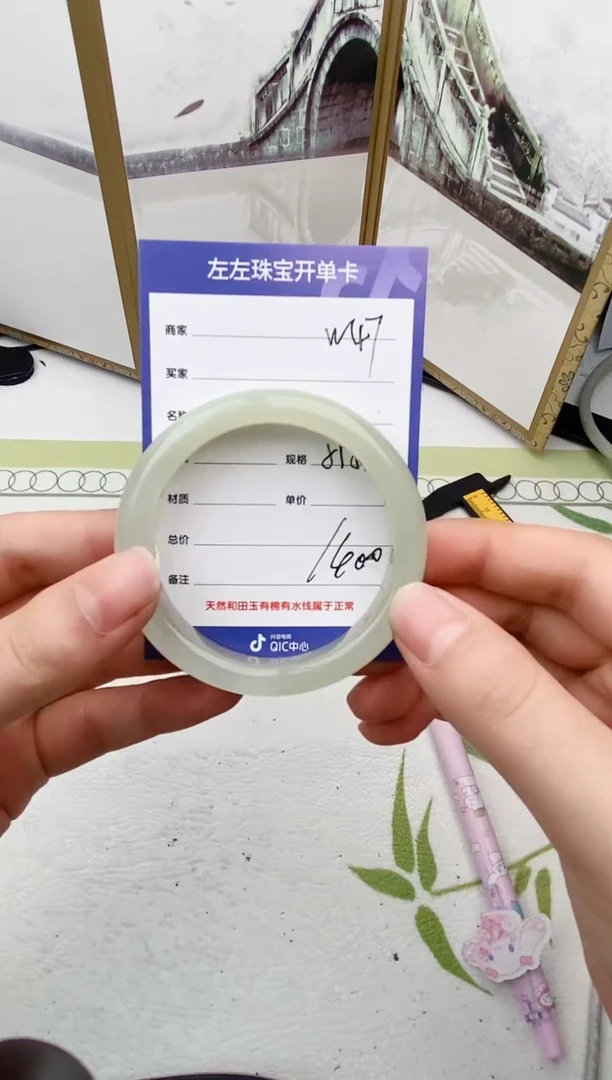 左左珠宝开单卡
商家 W47
买家
规格
材质 单价
总价
备注 1600
天然和田玉有棉有水线属于正常
抖音电商
QIC中心